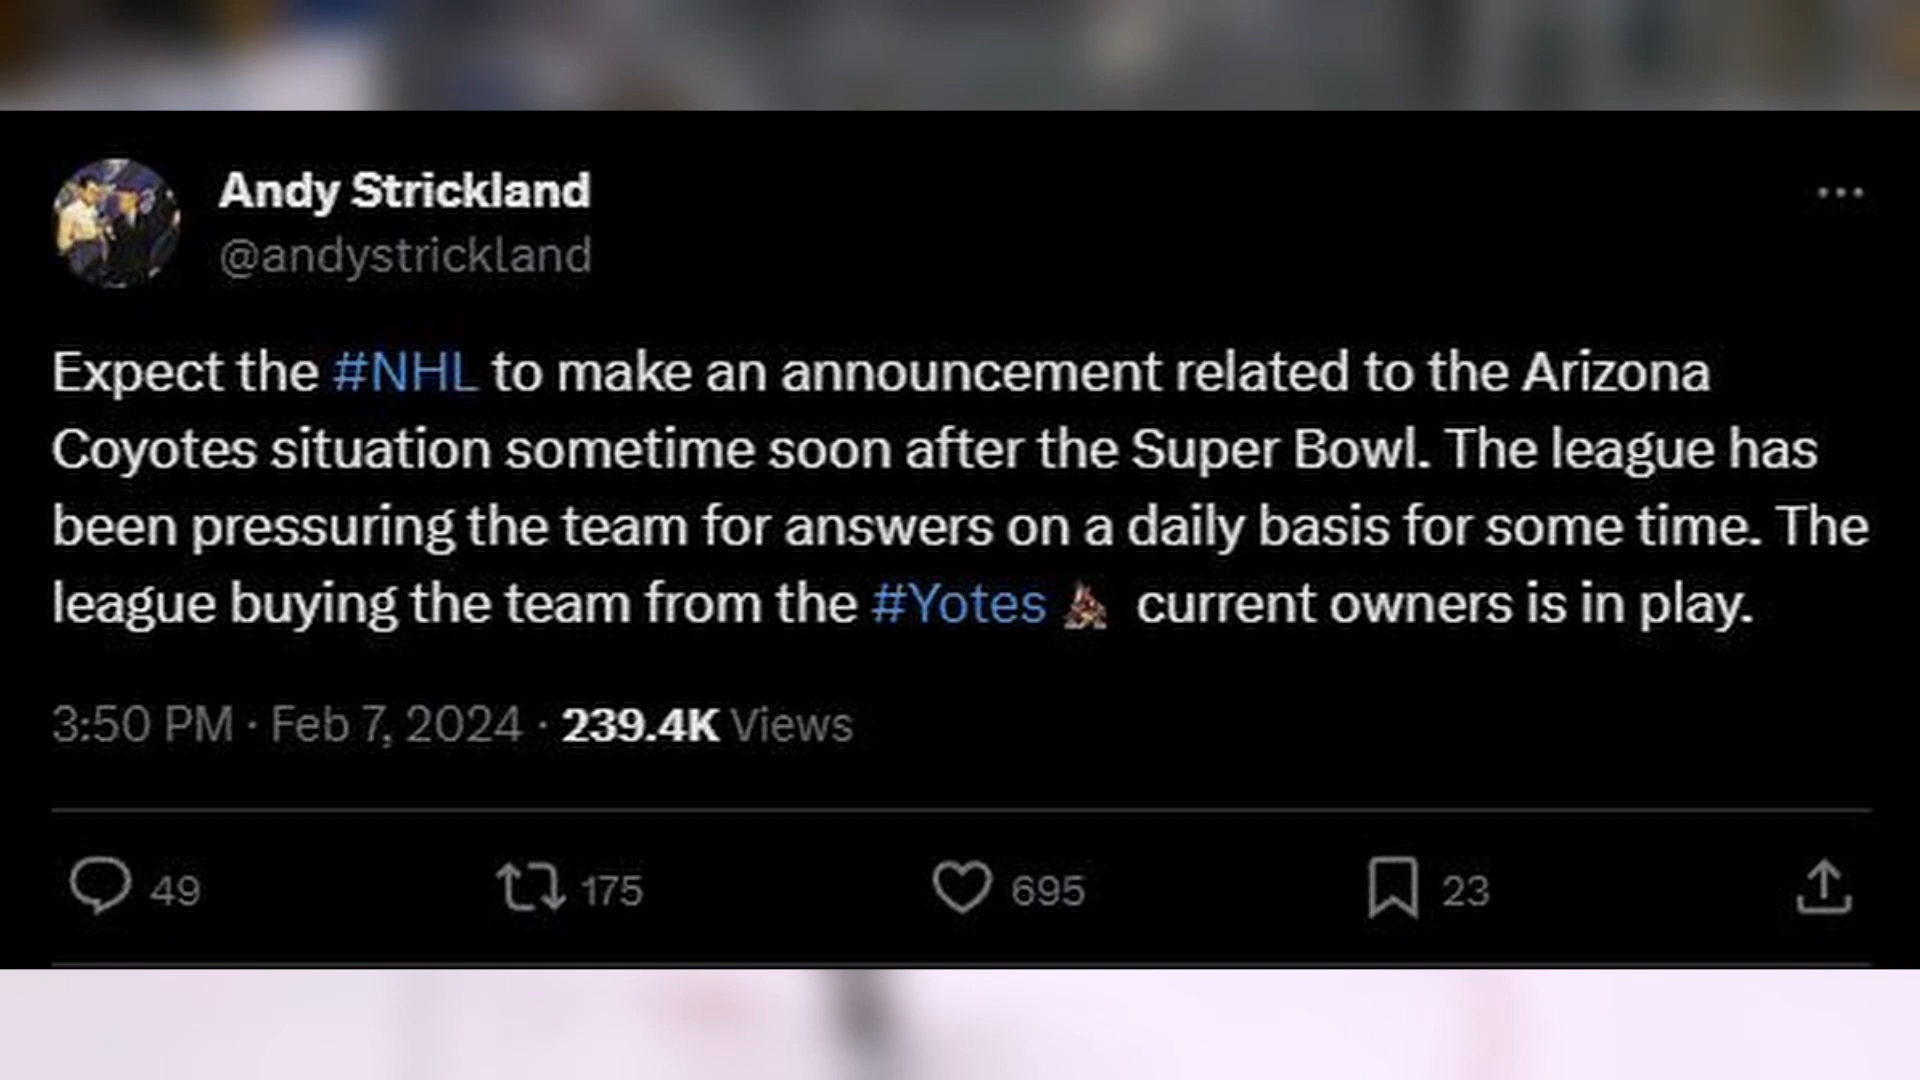 Andy Strickland
@andystrickland
Expect the #NHL to make an announcement related to the Arizona
Coyotes situation sometime soon after the Super Bowl. The league has
been pressuring the team for answers on a daily basis for some time. The
league buying the team from the #Yotes current owners is in play.
3:50 PM · Feb 7, 2024 · 239.4K Views
49 175 695 23